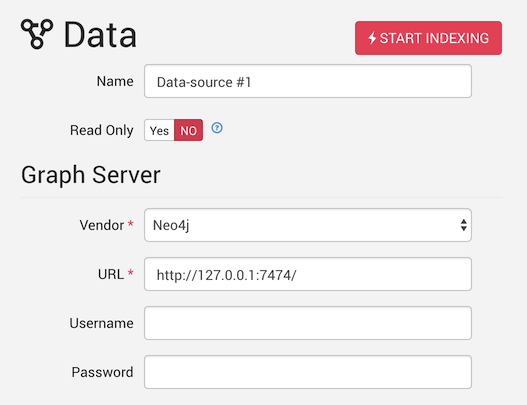 Data
START INDEXING
Name Data-source #1
Read Only Yes NO ?
Graph Server
Vendor * Neo4j
URL * http://127.0.0.1:7474/
Username
Password